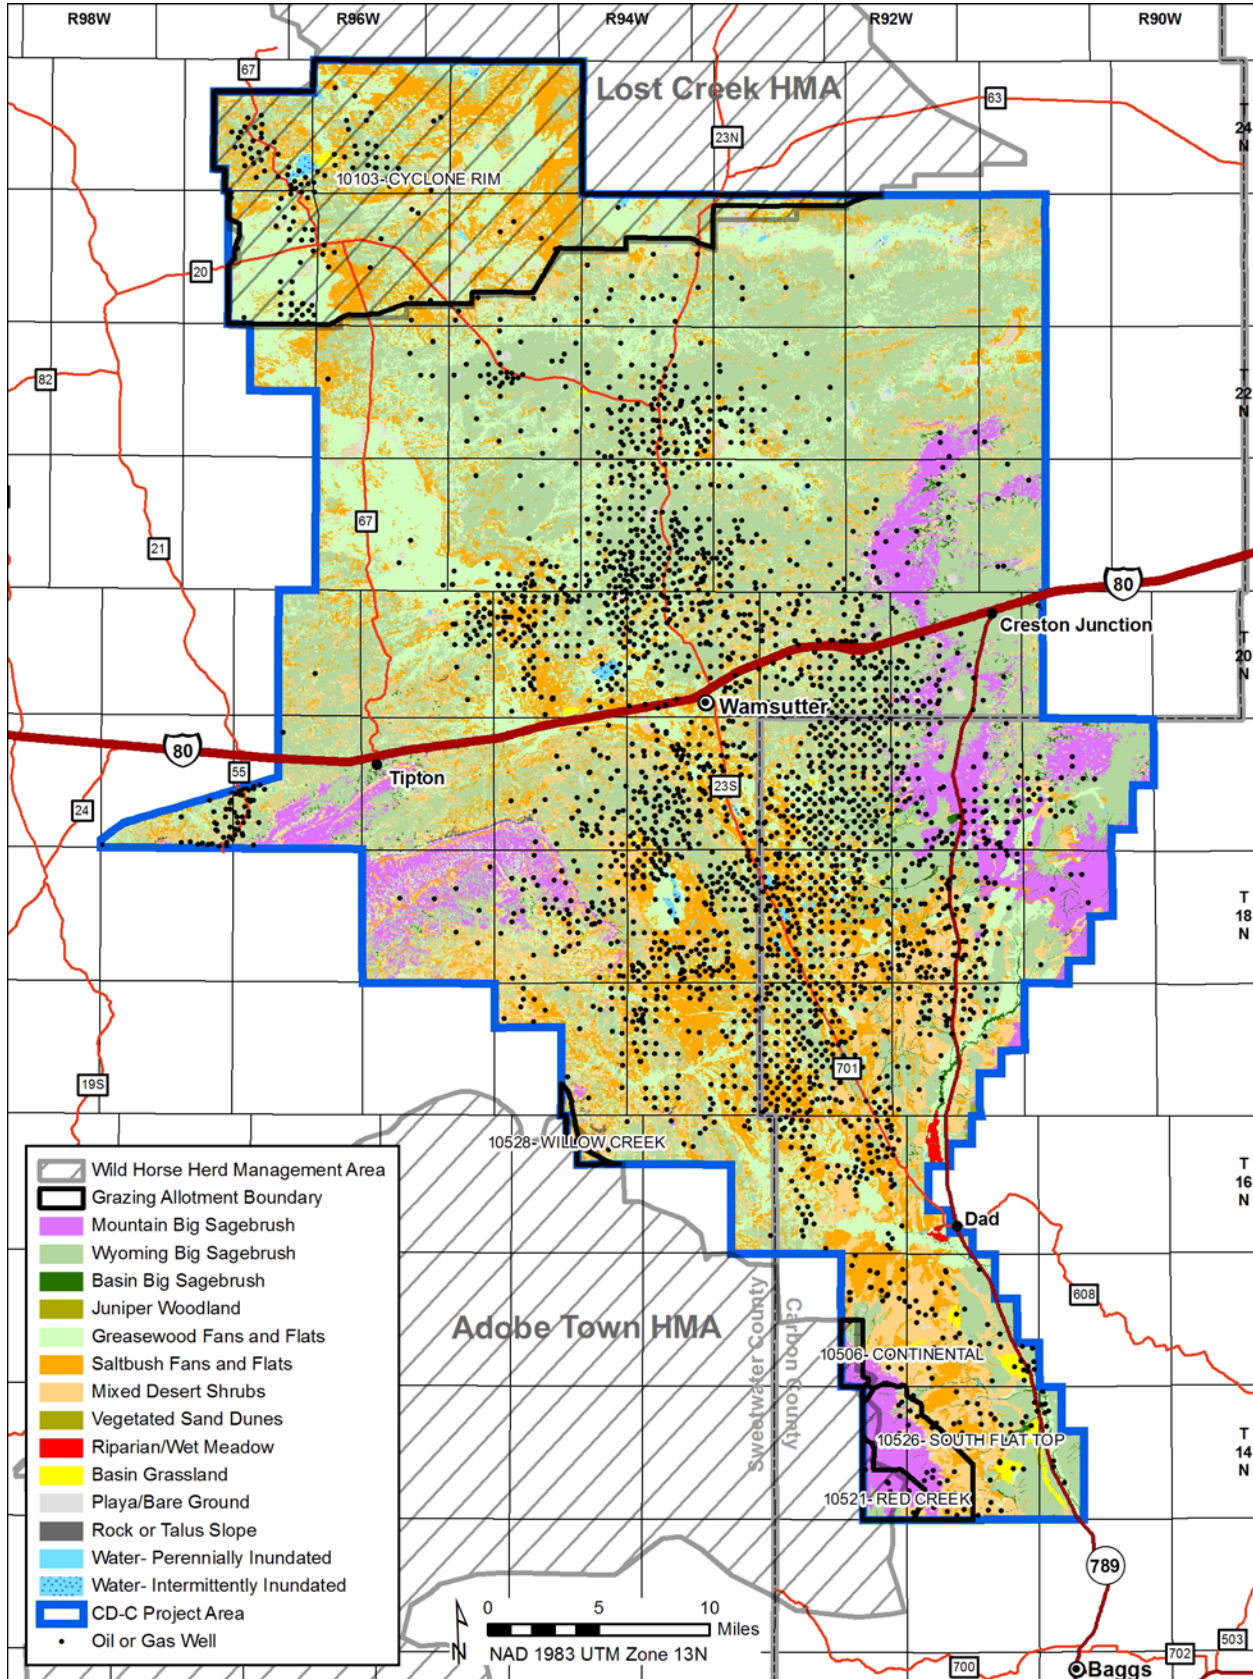 R98W R96W R94W R92W R90W
67
Lost Creek HMA
63
T
24
N
23N
10103- CYCLONE RIM
20
82
T
22
N
67
21
80
Creston Junction
T
20
N
Wamsutter
80
55
Tipton
23S
24
T
18
N
701
19S
10528- WILLOW CREEK
T
16
N
Dad
608
Adobe Town HMA
Sweetwater County
Carbon County
10506- CONTINENTAL
10526- SOUTH FLAT TOP
T
14
N
10521- RED CREEK
789
503
702
700
Baggs
Wild Horse Herd Management Area
Grazing Allotment Boundary
Mountain Big Sagebrush
Wyoming Big Sagebrush
Basin Big Sagebrush
Juniper Woodland
Greasewood Fans and Flats
Saltbush Fans and Flats
Mixed Desert Shrubs
Vegetated Sand Dunes
Riparian/Wet Meadow
Basin Grassland
Playa/Bare Ground
Rock or Talus Slope
Water- Perennially Inundated
Water- Intermittently Inundated
CD-C Project Area
Oil or Gas Well
N
0 5 10
Miles
NAD 1983 UTM Zone 13N